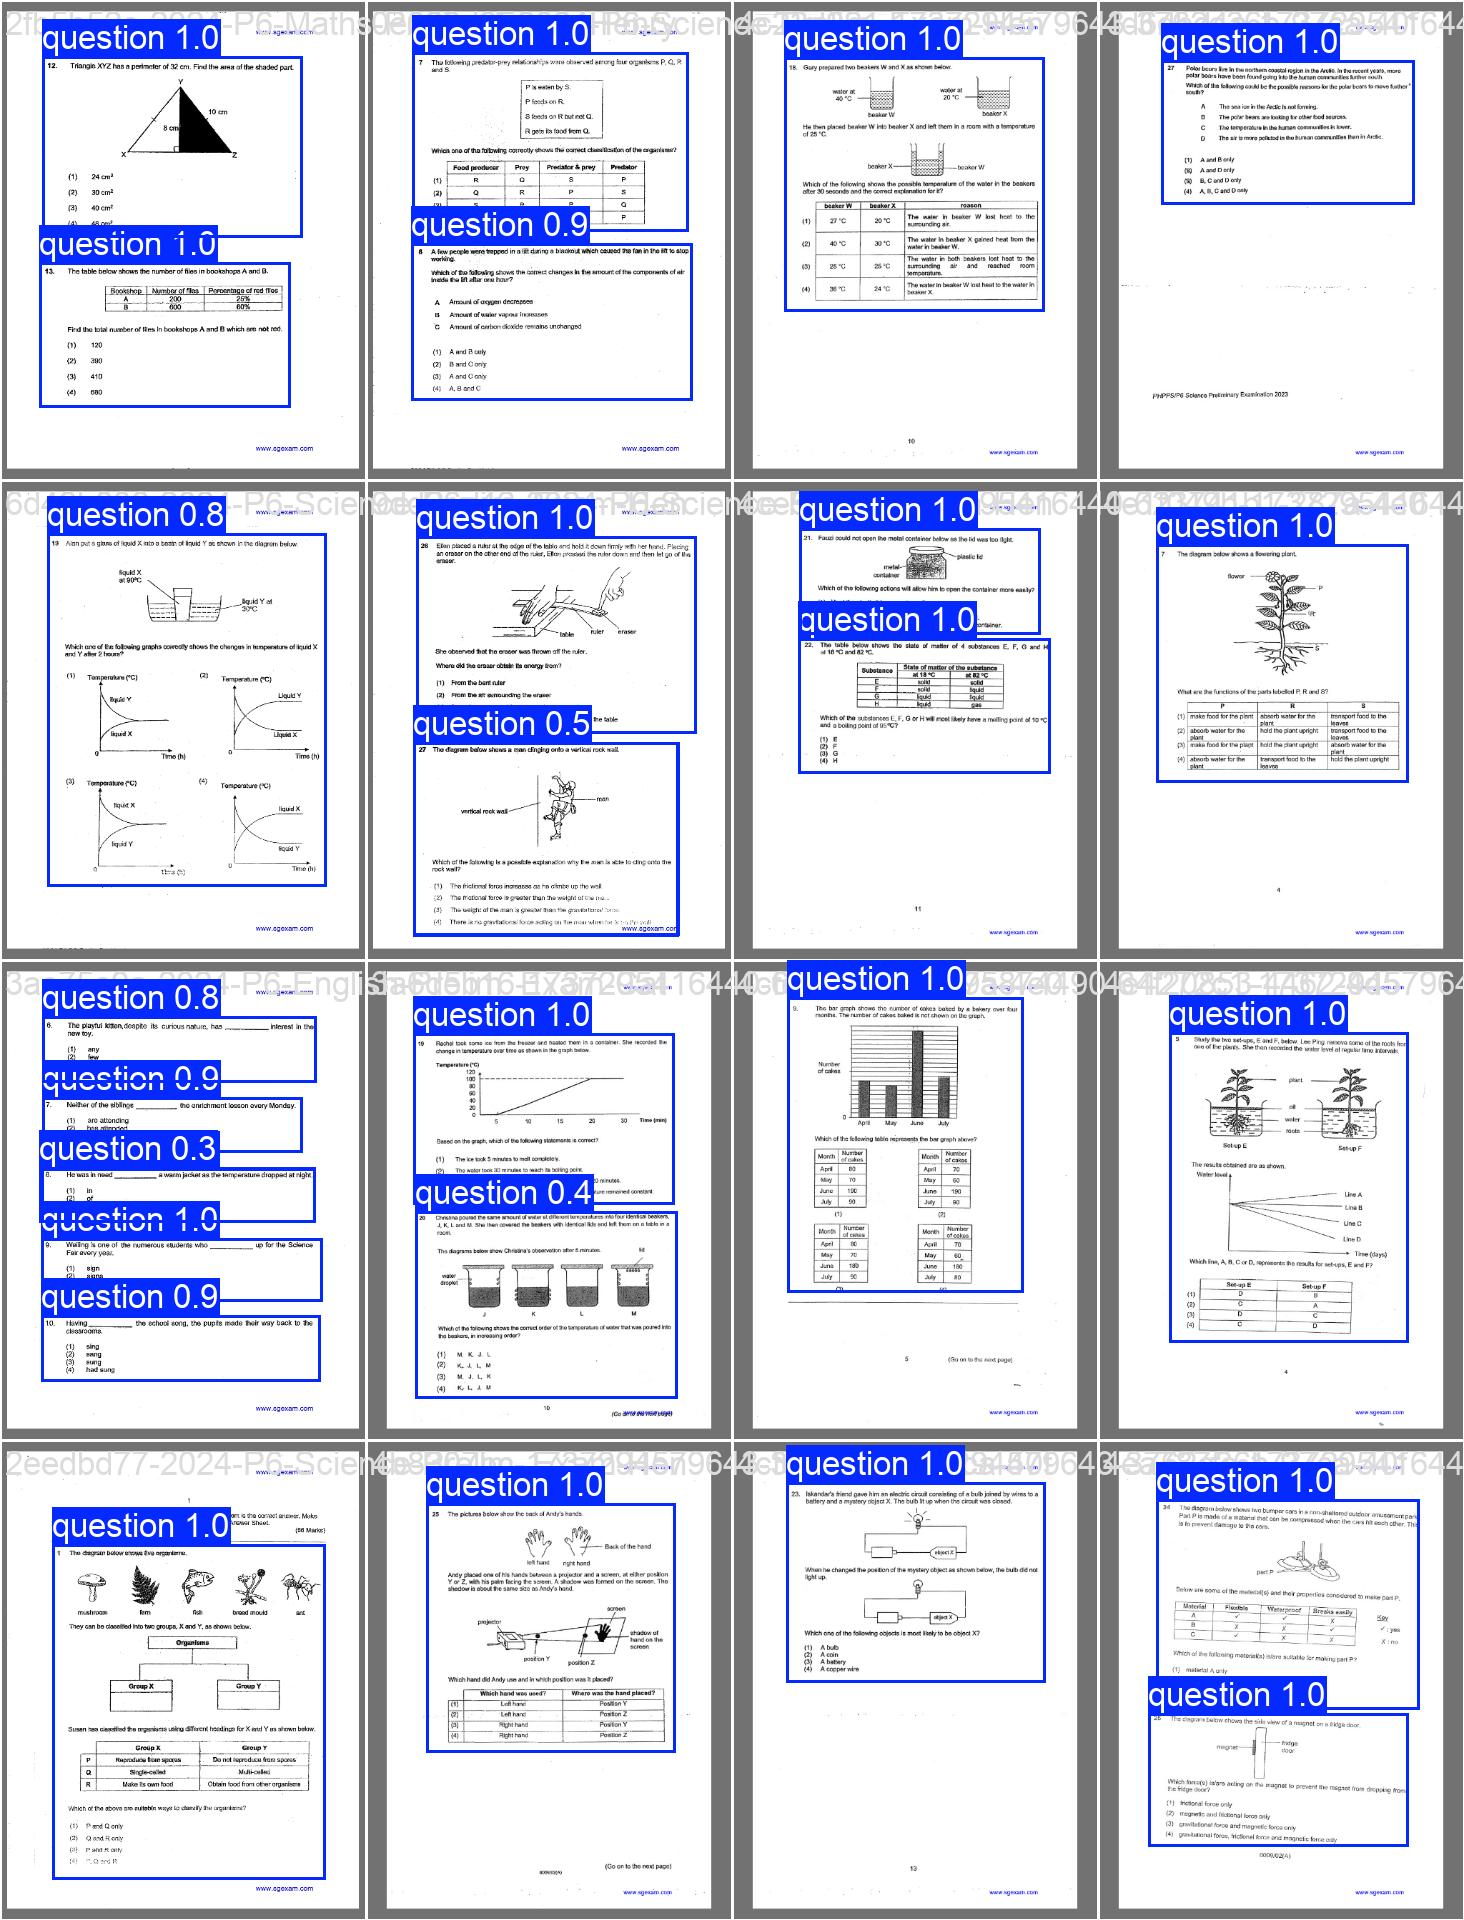 question 1.0
12. Triangle XYZ has a perimeter of 32 cm. Find the area of the shaded part.
Y
10 cm
8 cm
X
Z
(1) 24 cm²
(2) 30 cm²
(3) 40 cm²
question 1.0
13. The table below shows the number of files in bookshops A and B.
Bookshop Number of files Percentage of red files
A 200 25%
B 600 60%
Find the total number of files in bookshops A and B which are not red.
(1) 120
(2) 390
(3) 410
(4) 680
www.sgexam.com
question 1.0
7 The following predator-prey relationships were observed among four organisms P, Q, R
and S.
P is eaten by S.
P feeds on R.
S feeds on R but not Q.
R gets its food from Q.
Which one of the following correctly shows the correct classification of the organisms?
Food producer Prey Predator & prey Predator
(1) R Q S P
(2) Q R P S
question 0.9
8 A few people were trapped in a lift during a blackout which caused the fan in the lift to stop
working.
Which of the following shows the correct changes in the amount of the components of air
inside the lift after one hour?
A Amount of oxygen decreases
B Amount of water vapour increases
C Amount of carbon dioxide remains unchanged
(1) A and B only
(2) B and C only
(3) A and C only
(4) A, B and C
www.sgexam.com
question 1.0
18. Gary prepared two beakers W and X as shown below.
water at
40 °C
beaker W
water at
20 °C
beaker X
He then placed beaker W into beaker X and left them in a room with a temperature
of 25 °C.
beaker X
beaker W
Which of the following shows the possible temperature of the water in the beakers
after 30 seconds and the correct explanation for it?
beaker W beaker X reason
(1) 27 °C 20 °C The water in beaker W lost heat to the
surrounding air.
(2) 40 °C 30 °C The water in beaker X gained heat from the
water in beaker W.
(3) 25 °C 25 °C The water in both beakers lost heat to the
surrounding air and reached room
temperature.
(4) 36 °C 24 °C The water in beaker W lost heat to the water in
beaker X.
10
www.sgexam.com
question 1.0
27 Polar bears live in the northern coastal region in the Arctic. In the recent years, more
polar bears have been found going into the human communities further south.
Which of the following could be the possible reasons for the polar bears to move further
south?
A The sea ice in the Arctic is not forming.
B The polar bears are looking for other food sources.
C The temperature in the human communities is lower.
D The air is more polluted in the human communities than in Arctic.
(1) A and B only
A and D only
B, C and D only
(4) A, B, C and D only
PHPPS/P6 Science Preliminary Examination 2023
www.sgexam.com
question 0.8
13 Alan put a glass of liquid X into a basin of liquid Y as shown in the diagram below.
liquid X
at 90°C
liquid Y at
30°C
Which one of the following graphs correctly shows the changes in temperature of liquid X
and Y after 2 hours?
(1) Temperature (°C)
liquid Y
liquid X
0 Time (h)
(2) Temperature (°C)
Liquid Y
Liquid X
0 Time (h)
(3) Temperature (°C)
liquid X
liquid Y
0 Time (h)
(4) Temperature (°C)
liquid X
liquid Y
0 Time (h)
www.sgexam.com
question 1.0
26 Ellen placed a ruler at the edge of the table and hold it down firmly with her hand. Placing
an eraser on the other end of the ruler, Ellen pressed the ruler down and then let go of the
eraser.
table
ruler
eraser
She observed that the eraser was thrown off the ruler.
Where did the eraser obtain its energy from?
(1) From the bent ruler
(2) From the air surrounding the eraser
the table
question 0.5
27 The diagram below shows a man clinging onto a vertical rock wall.
vertical rock wall
man
Which of the following is a possible explanation why the man is able to cling onto the
rock wall?
(1) The frictional force increases as he climbs up the wall.
(2) The frictional force is greater than the weight of the
(3) The weight of the man is greater than the gravitational force.
(4) There is no gravitational force acting on the man when he is on the wall.
www.sgexam.com
question 1.0
21. Fauzi could not open the metal container below as the lid was too tight.
plastic lid
metal
container
Which of the following actions will allow him to open the container more easily?
container.
question 1.0
22. The table below shows the state of matter of 4 substances E, F, G and H
at 18 °C and 82 °C.
Substance State of matter of the substance
at 18 °C at 82 °C
E solid solid
F solid liquid
G liquid liquid
H liquid gas
Which of the substances E, F, G or H will most likely have a melting point of 10 °C
and a boiling point of 95°C?
(1) E
(2) F
(3) G
(4) H
11
www.sgexam.com
question 1.0
7 The diagram below shows a flowering plant.
flower
P
R
S
What are the functions of the parts labelled P, R and S?
P R S
(1) make food for the plant absorb water for the plant transport food to the leaves
(2) absorb water for the plant hold the plant upright transport food to the leaves
(3) make food for the plant hold the plant upright absorb water for the plant
(4) absorb water for the plant transport food to the leaves hold the plant upright
4
www.sgexam.com
question 0.8
6. The playful kitten, despite its curious nature, has __________ interest in the
new toy.
(1) any
(2) few
question 0.9
7. Neither of the siblings __________ the enrichment lesson every Monday.
(1) are attending
(2) has attended
question 0.3
8. He was in need __________ a warm jacket as the temperature dropped at night.
(1) in
(2) of
question 1.0
9. Weiling is one of the numerous students who __________ up for the Science
Fair every year.
(1) sign
(2) signs
question 0.9
10. Having __________ the school song, the pupils made their way back to the
classrooms.
(1) sing
(2) sang
(3) sung
(4) had sung
www.sgexam.com
question 1.0
19 Rachel took some ice from the freezer and heated them in a container. She recorded the
change in temperature over time as shown in the graph below.
Temperature (°C)
120
100
80
60
40
20
0
5 10 15 20 30 Time (min)
Based on the graph, which of the following statements is correct?
(1) The ice took 5 minutes to melt completely.
(2) The water took 30 minutes to reach its boiling point.
20 minutes.
ature remained constant
question 0.4
20 Christina poured the same amount of water at different temperatures into four identical beakers,
J, K, L and M. She then covered the beakers with identical lids and left them on a table in a
room.
The diagrams below show Christina's observation after 5 minutes.
lid
water
droplet
J K L M
Which of the following shows the correct order of the temperature of water that was poured into
the beakers, in increasing order?
(1) M, K, J, L
(2) K, J, L, M
(3) M, J, L, K
(4) K, L, J, M
10
www.sgexam.com
question 1.0
9. The bar graph shows the number of cakes baked by a bakery over four
months. The number of cakes baked is not shown on the graph.
Number
of cakes
0
April May June July
Which of the following table represents the bar graph above?
Month Number of cakes
April 80
May 70
June 190
July 90
(1)
Month Number of cakes
April 70
May 60
June 190
July 90
(2)
Month Number of cakes
April 80
May 70
June 180
July 90
Month Number of cakes
April 70
May 60
June 180
July 80
5 (Go on to the next page)
www.sgexam.com
question 1.0
Study the two set-ups, E and F, below. Lee Ping remove some of the roots from
one of the plants. She then recorded the water level at regular time intervals.
plant
oil
water
roots
Set-up E
Set-up F
The results obtained are as shown.
Water level
Line A
Line B
Line C
Line D
Time (days)
Which line, A, B, C or D, represents the results for set-ups, E and F?
Set-up E Set-up F
(1) D B
(2) C A
(3) D C
(4) C D
4
www.sgexam.com
1
question 1.0
(56 Marks)
1 The diagram below shows five organisms.
mushroom fern fish bread mould ant
They can be classified into two groups, X and Y, as shown below.
Organisms
Group X
Group Y
Susan has classified the organisms using different headings for X and Y as shown below.
Group X Group Y
P Reproduce from spores Do not reproduce from spores
Q Single-celled Multi-celled
R Make its own food Obtain food from other organisms
Which of the above are suitable ways to classify the organisms?
(1) P and Q only
(2) Q and R only
(3) P and R only
(4) P, Q and R
www.sgexam.com
question 1.0
25 The pictures below show the back of Andy's hands.
Back of the hand
left hand right hand
Andy placed one of his hands between a projector and a screen, at either position
Y or Z, with his palm facing the screen. A shadow was formed on the screen. The
shadow is about the same size as Andy's hand.
projector
screen
shadow of
hand on the
screen
position Y
position Z
Which hand did Andy use and in which position was it placed?
Which hand was used? Where was the hand placed?
(1) Left hand Position Y
(2) Left hand Position Z
(3) Right hand Position Y
(4) Right hand Position Z
(Go on to the next page)
www.sgexam.com
question 1.0
23. Iskandar's friend gave him an electric circuit consisting of a bulb joined by wires to a
battery and a mystery object X. The bulb lit up when the circuit was closed.
object X
When he changed the position of the mystery object as shown below, the bulb did not
light up.
object X
Which one of the following objects is most likely to be object X?
(1) A bulb
(2) A coin
(3) A battery
(4) A copper wire
13
www.sgexam.com
question 1.0
24 The diagram below shows two bumper cars in a non-sheltered outdoor amusement park.
Part P is made of a material that can be compressed when the cars hit each other. This
is to prevent damage to the cars.
part P
Below are some of the material(s) and their properties considered to make part P.
Material Flexible Waterproof Breaks easily
A ✓ ✓ X
B X X ✓
C ✓ X X
Key
✓ : yes
X : no
Which of the following material(s) is/are suitable for making part P?
(1) material A only
question 1.0
The diagram below shows the side view of a magnet on a fridge door.
magnet
fridge
door
Which force(s) is/are acting on the magnet to prevent the magnet from dropping from
the fridge door?
(1) frictional force only
(2) magnetic and frictional force only
(3) gravitational force and magnetic force only
(4) gravitational force, frictional force and magnetic force only
0009/02(A)
www.sgexam.com